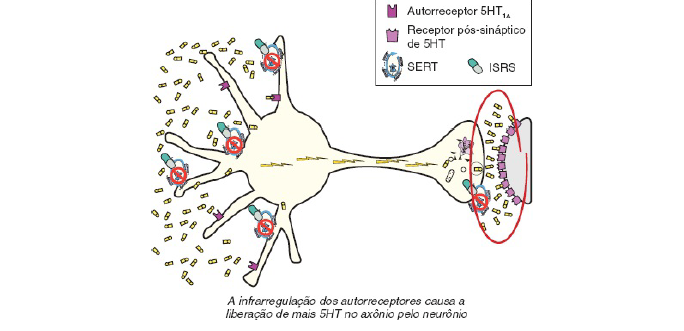 Autorreceptor 5HT1A
Receptor pós-sináptico
de 5HT
SERT
ISRS
A infrarregulação dos autorreceptores causa a
liberação de mais 5HT no axônio pelo neurônio